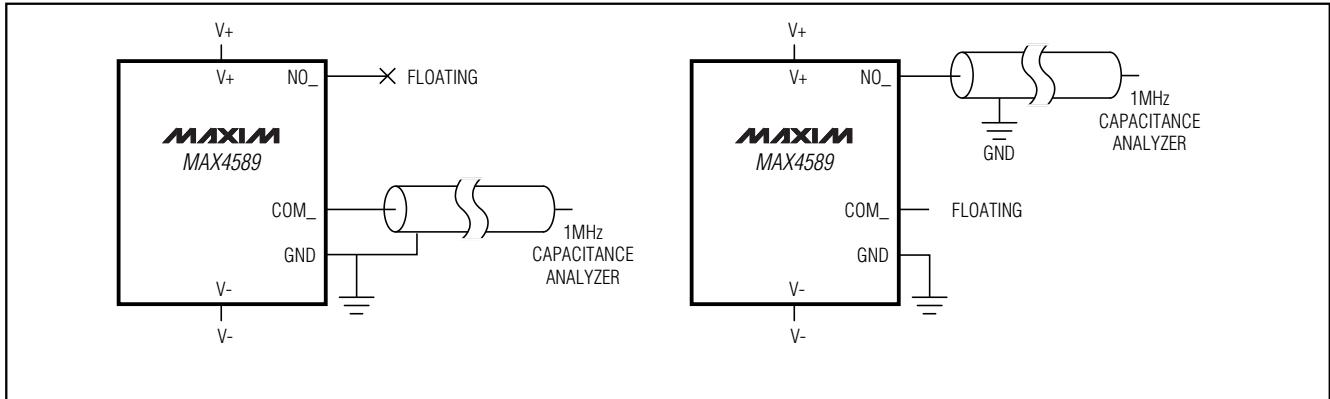 V+
V+
NO_
FLOATING
MAXIM
MAX4589
COM_
1MHz
CAPACITANCE
ANALYZER
GND
V-
V-
V+
V+
NO_
1MHz
CAPACITANCE
ANALYZER
GND
MAXIM
MAX4589
COM_
FLOATING
GND
V-
V-